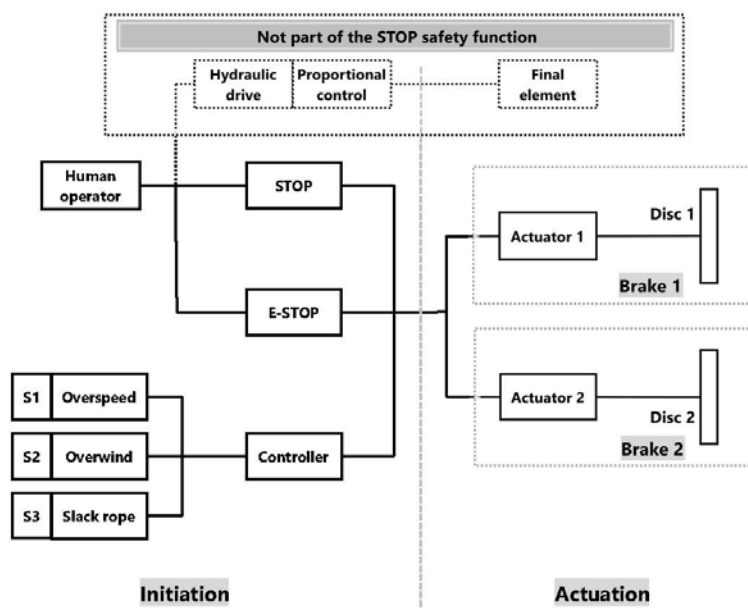 Not part of the STOP safety function
Hydraulic
drive
Proportional
control
Final
element
Human
operator
STOP
Disc 1
Actuator 1
Brake 1
E-STOP
S1
Overspeed
Actuator 2
Disc 2
Brake 2
S2
Overwind
Controller
S3
Slack rope
Initiation
Actuation